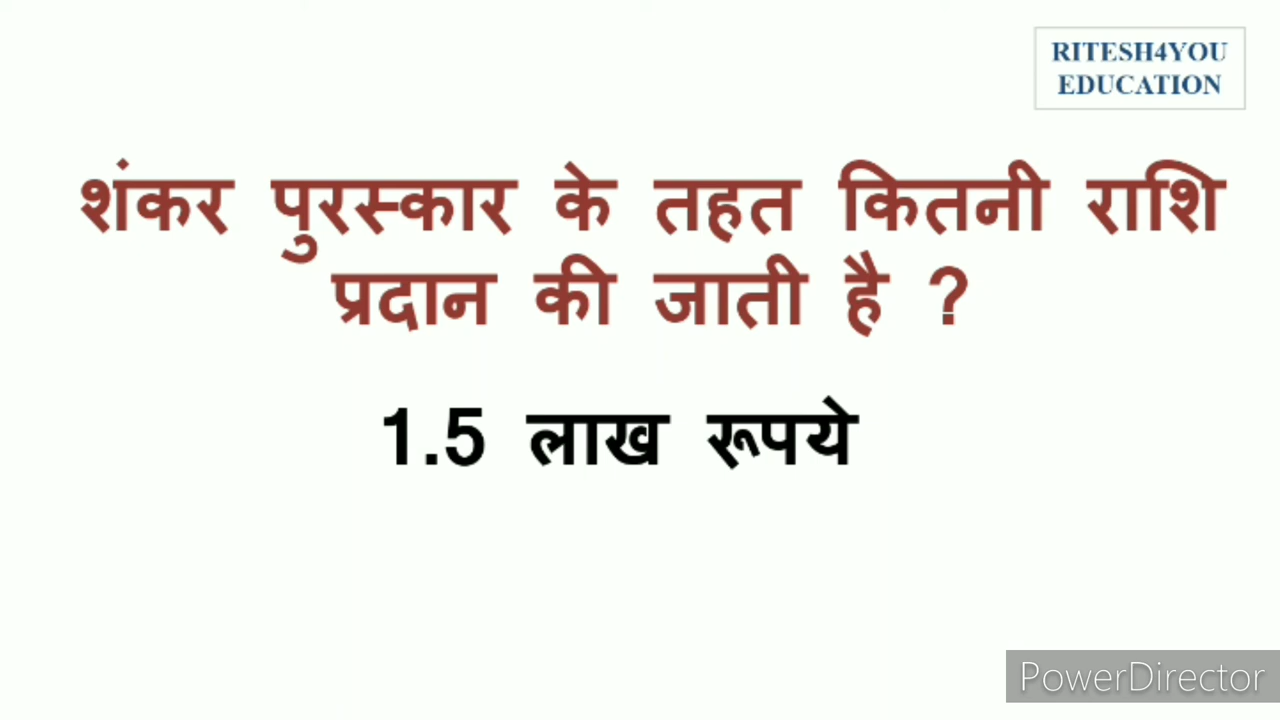 RITESH4YOU
EDUCATION
शंकर पुरस्कार के तहत कितनी राशि
प्रदान की जाती है ?
1.5 लाख रूपये
PowerDirector